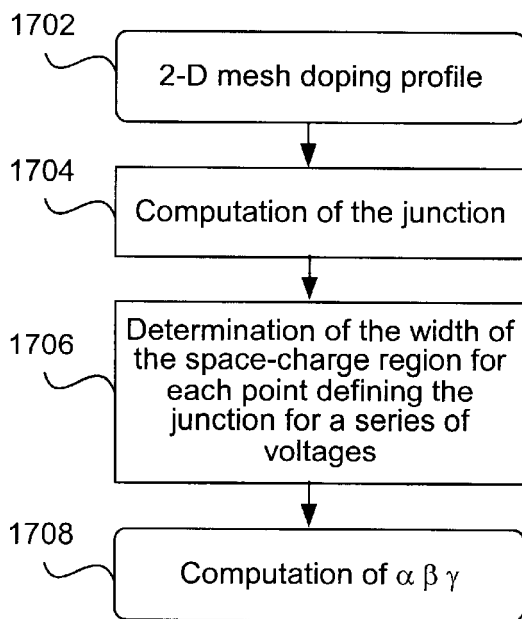 1702
2-D mesh doping profile
1704
Computation of the junction
1706
Determination of the width of
the space-charge region for
each point defining the
junction for a series of
voltages
1708
Computation of α β γ